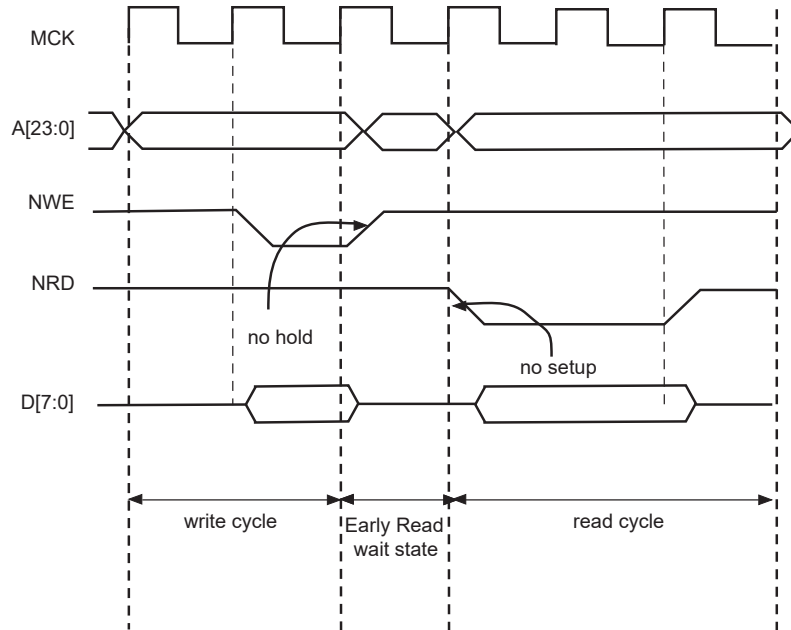 MCK
A[23:0]
NWE
NRD
no hold
no setup
D[7:0]
write cycle
Early Read
wait state
read cycle